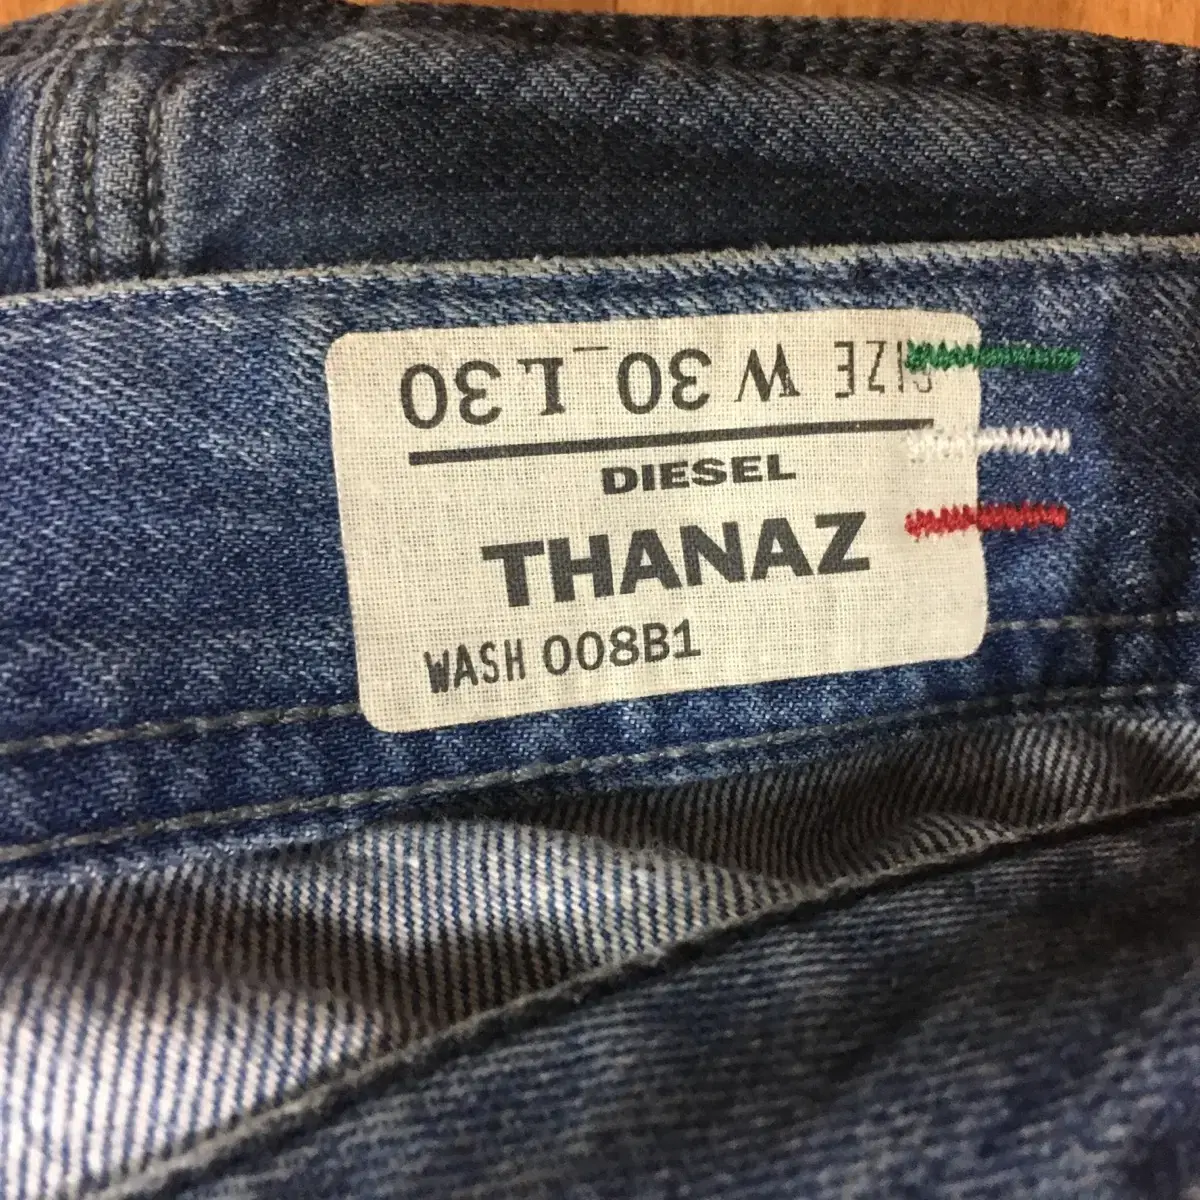 SIZE W 30 L 30
DIESEL
THANAZ
WASH 008B1